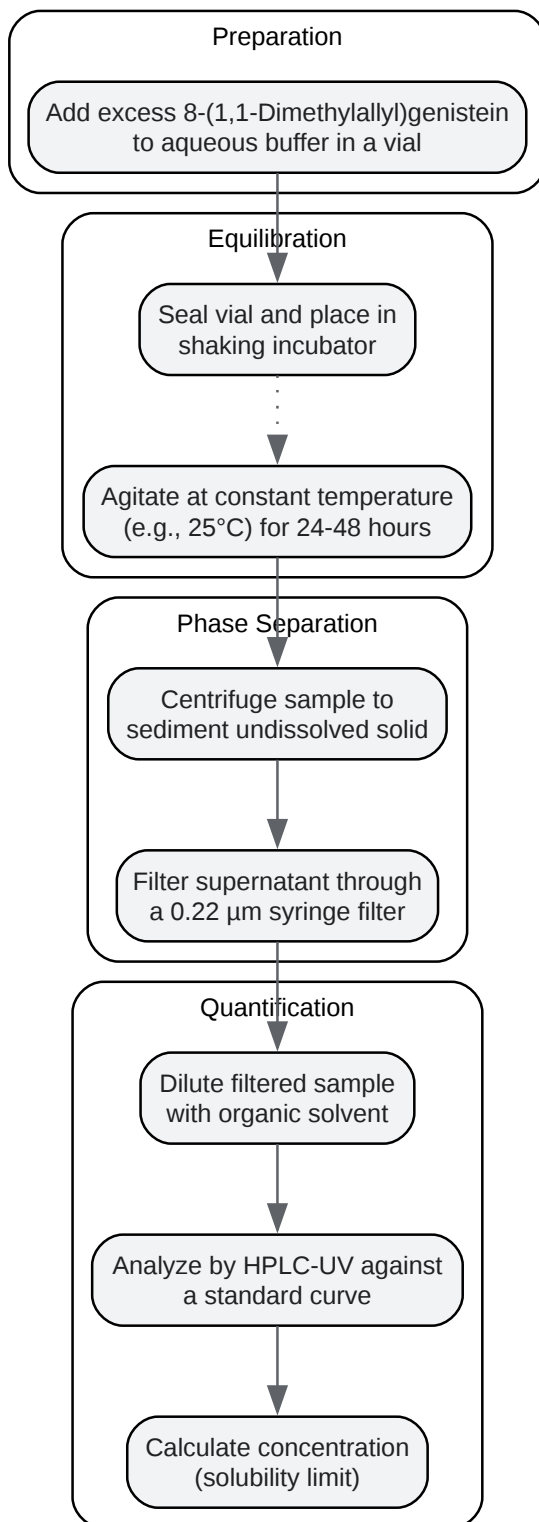 Preparation
Add excess 8-(1,1-Dimethylallyl)genistein
to aqueous buffer in a vial
Equilibration
Seal vial and place in
shaking incubator
Agitate at constant temperature
(e.g., 25°C) for 24-48 hours
Phase Separation
Centrifuge sample to
sediment undissolved solid
Filter supernatant through
a 0.22 µm syringe filter
Quantification
Dilute filtered sample
with organic solvent
Analyze by HPLC-UV against
a standard curve
Calculate concentration
(solubility limit)